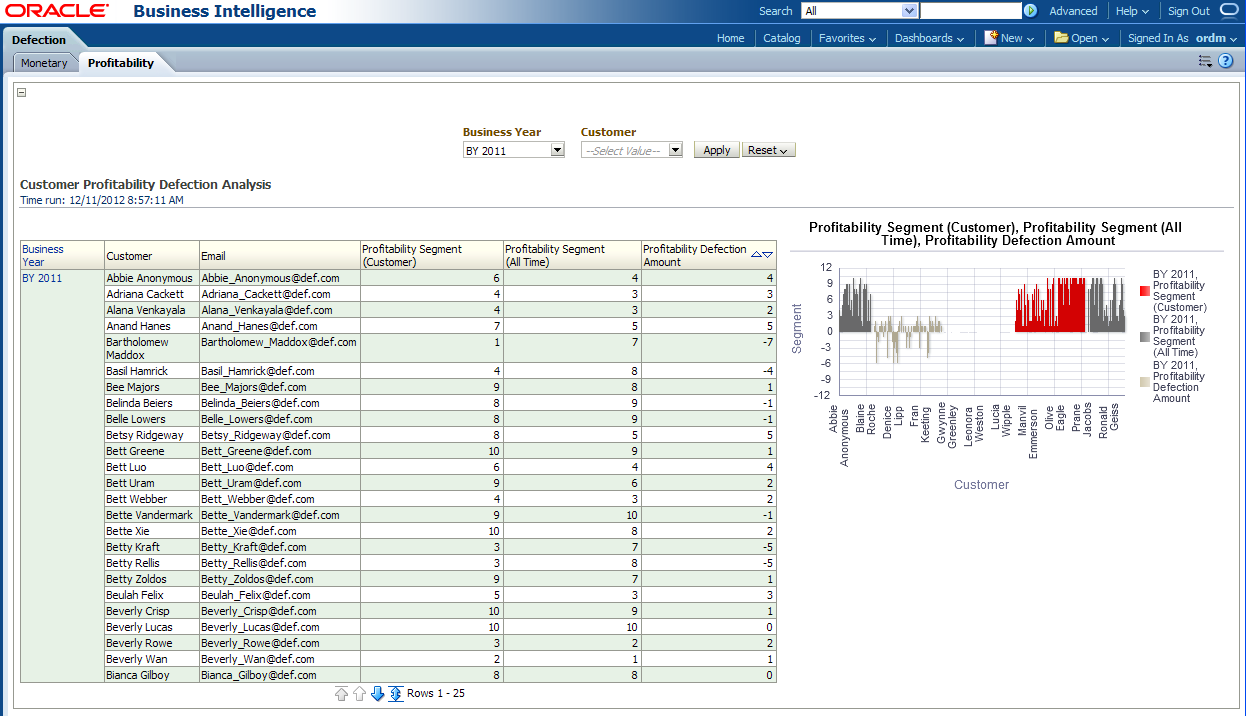 ORACLE Business Intelligence
Search All Advanced Help Sign Out
Defection
Home Catalog Favorites Dashboards New Open Signed In As ordm
Monetary Profitability
Business Year Customer
BY 2011 --Select Value-- Apply Reset
Customer Profitability Defection Analysis
Time run: 12/11/2012 8:57:11 AM
Business Year Customer Email Profitability Segment (Customer) Profitability Segment (All Time) Profitability Defection Amount
BY 2011 Abbie Anonymous Abbie_Anonymous@def.com 6 4 4
Adriana Cackett Adriana_Cackett@def.com 4 3 3
Alana Venkayala Alana_Venkayala@def.com 4 3 2
Anand Hanes Anand_Hanes@def.com 7 5 5
Bartholomew Maddox Bartholomew_Maddox@def.com 1 7 -7
Basil Hamrick Basil_Hamrick@def.com 4 8 -4
Bee Majors Bee_Majors@def.com 9 8 1
Belinda Beiers Belinda_Beiers@def.com 8 9 -1
Belle Lowers Belle_Lowers@def.com 8 9 -1
Betsy Ridgeway Betsy_Ridgeway@def.com 8 5 5
Bett Greene Bett_Greene@def.com 10 9 1
Bett Luo Bett_Luo@def.com 6 4 4
Bett Uram Bett_Uram@def.com 9 6 2
Bett Webber Bett_Webber@def.com 4 3 2
Bette Vandermark Bette_Vandermark@def.com 9 10 -1
Bette Xie Bette_Xie@def.com 10 8 2
Betty Kraft Betty_Kraft@def.com 3 7 -5
Betty Rellis Betty_Rellis@def.com 3 8 -5
Betty Zoldos Betty_Zoldos@def.com 9 7 1
Beulah Felix Beulah_Felix@def.com 5 3 3
Beverly Crisp Beverly_Crisp@def.com 10 9 1
Beverly Lucas Beverly_Lucas@def.com 10 10 0
Beverly Rowe Beverly_Rowe@def.com 3 2 2
Beverly Wan Beverly_Wan@def.com 2 1 1
Bianca Gilboy Bianca_Gilboy@def.com 8 8 0
Rows 1 - 25
Profitability Segment (Customer), Profitability Segment (All
Time), Profitability Defection Amount
Segment
12
9
6
3
0
-3
-6
-9
-12
Abbie
Anonymous
Blaine
Roche
Denice
Lipp
Fran
Keeting
Gwynne
Greenley
Leonora
Weston
Lucia
Wipple
Manvil
Emmerson
Olive
Eagle
Prane
Jacobs
Ronald
Geiss
Customer
BY 2011,
Profitability
Segment
(Customer)
BY 2011,
Profitability
Segment
(All Time)
BY 2011,
Profitability
Defection
Amount